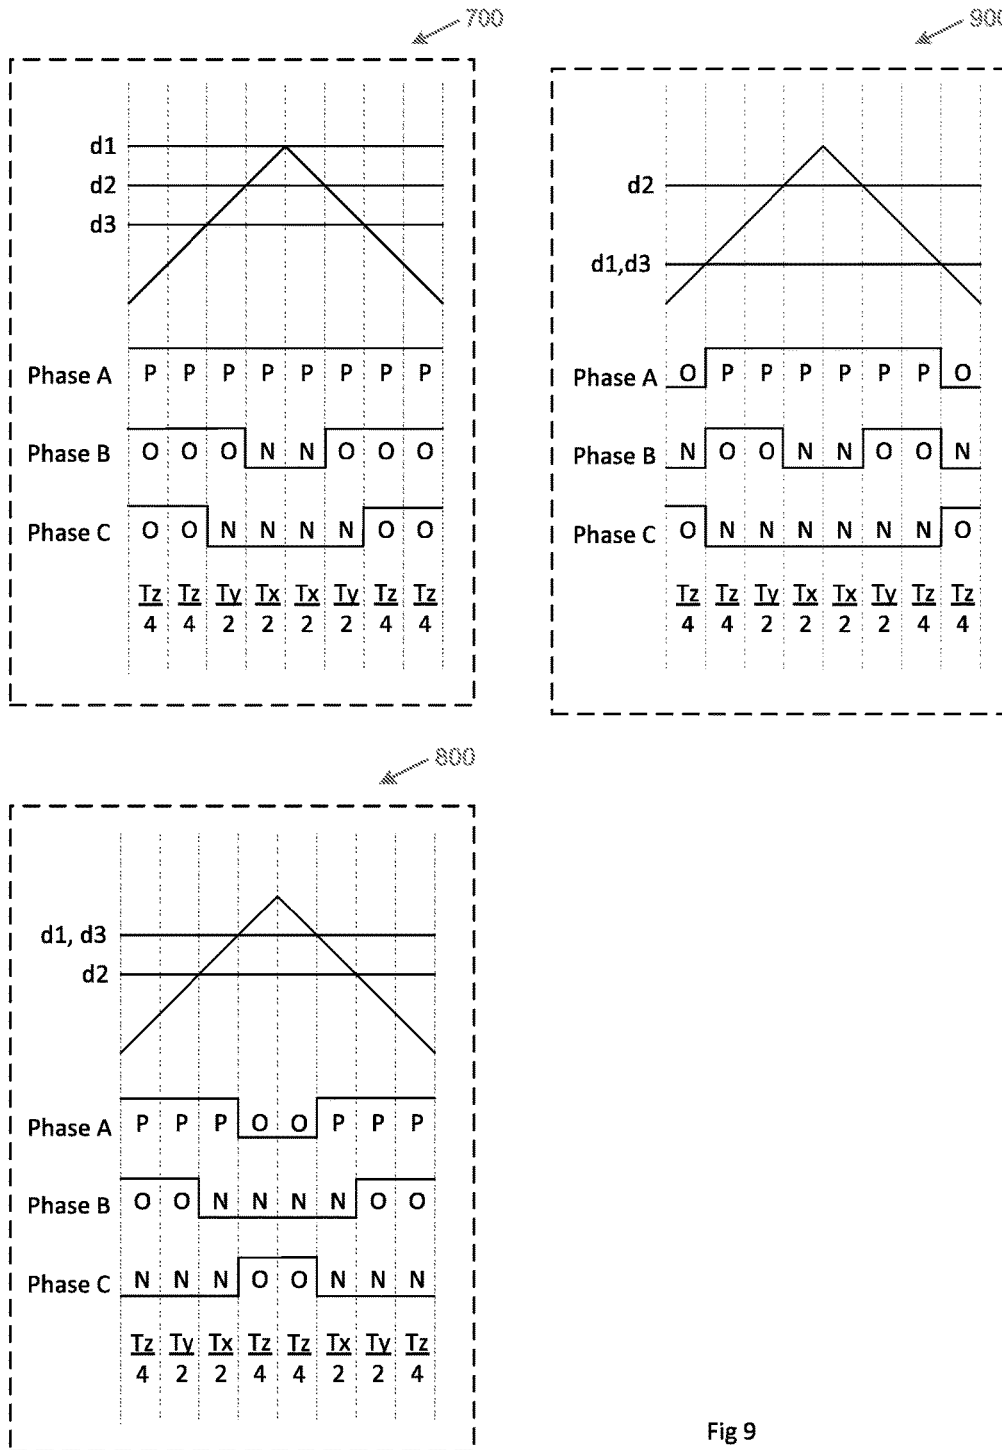 700
d1
d2
d3
Phase A P P P P P P P P
Phase B O O O N N O O O
Phase C O O N N N N O O
Tz Tz Ty Tx Tx Ty Tz Tz
4 4 2 2 2 2 4 4
900
d2
d1,d3
Phase A O P P P P P P O
Phase B N O O N N O O N
Phase C O N N N N N N O
Tz Tz Ty Tx Tx Ty Tz Tz
4 4 2 2 2 2 4 4
800
d1, d3
d2
Phase A P P P O O P P P
Phase B O O N N N N O O
Phase C N N N O O N N N
Tz Ty Tx Tz Tz Tx Ty Tz
4 2 2 4 4 2 2 4
Fig 9